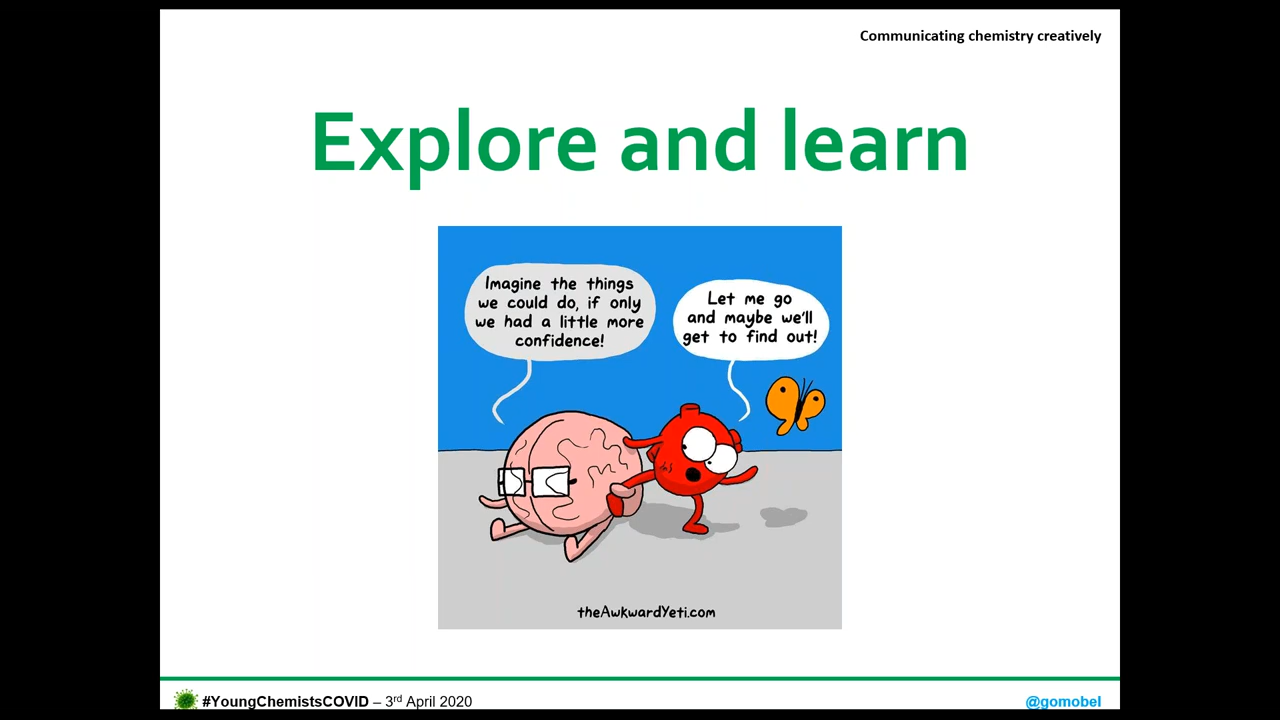 Communicating chemistry creatively
Explore and learn
Imagine the things
we could do, if only
we had a little more
confidence!
Let me go
and maybe we'll
get to find out!
theAwkwardYeti.com
#YoungChemistsCOVID – 3rd April 2020
@gomobel